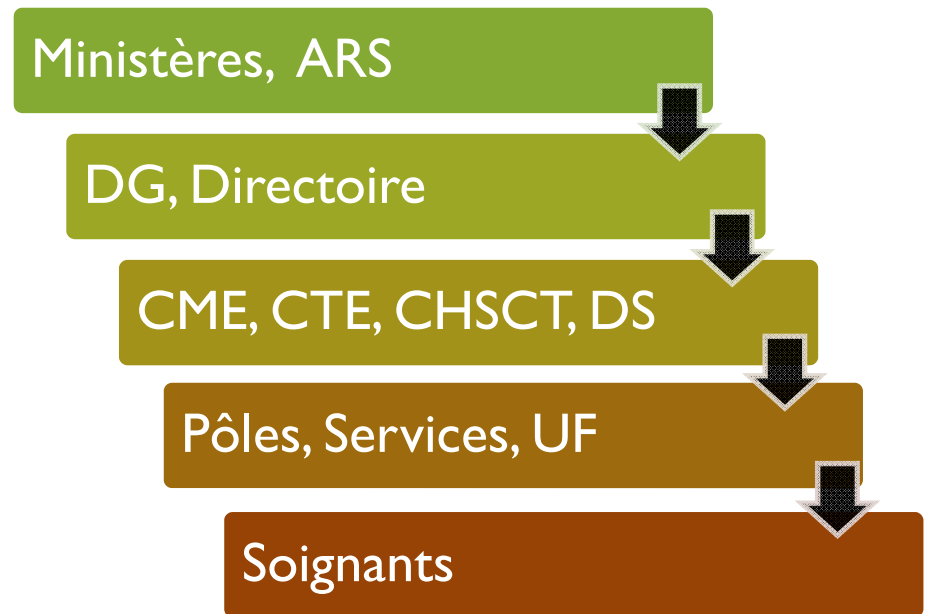 Ministères, ARS
DG, Directoire
CME, CTE, CHSCT, DS
Pôles, Services, UF
Soignants